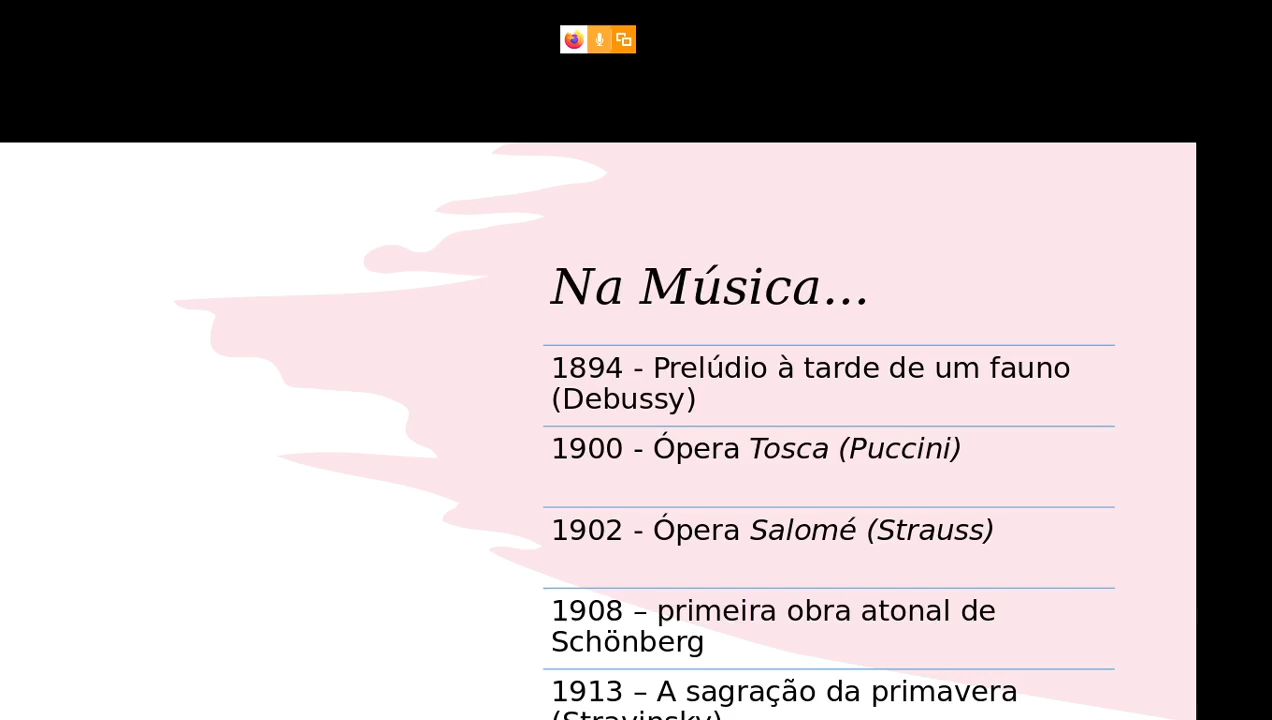 Na Música...
1894 - Prelúdio à tarde de um fauno
(Debussy)
1900 - Ópera Tosca (Puccini)
1902 - Ópera Salomé (Strauss)
1908 – primeira obra atonal de
Schönberg
1913 – A sagração da primavera
(Stravinsky)